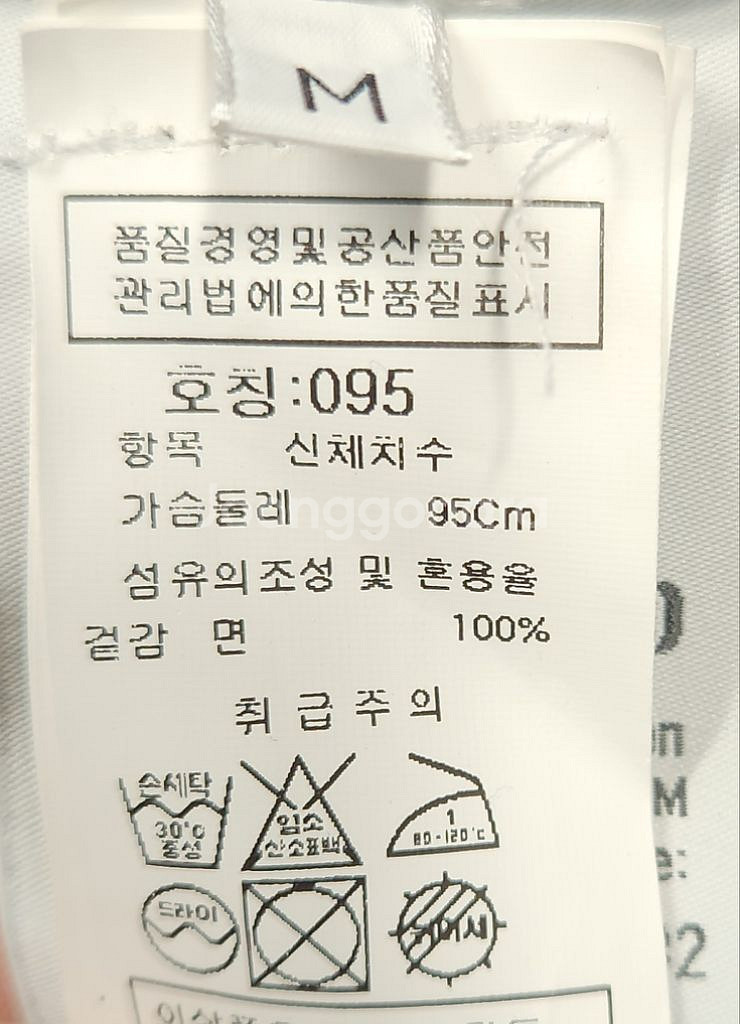 M
품질경영및공산품안전
관리법에의한품질표시
호칭:095
항목 신체치수
가슴둘레 95Cm
섬유의조성 및 혼용율
겉감 면 100%
취급주의
손세탁
30°C
중성
염소
산소표백
1
80-120°C
드라이